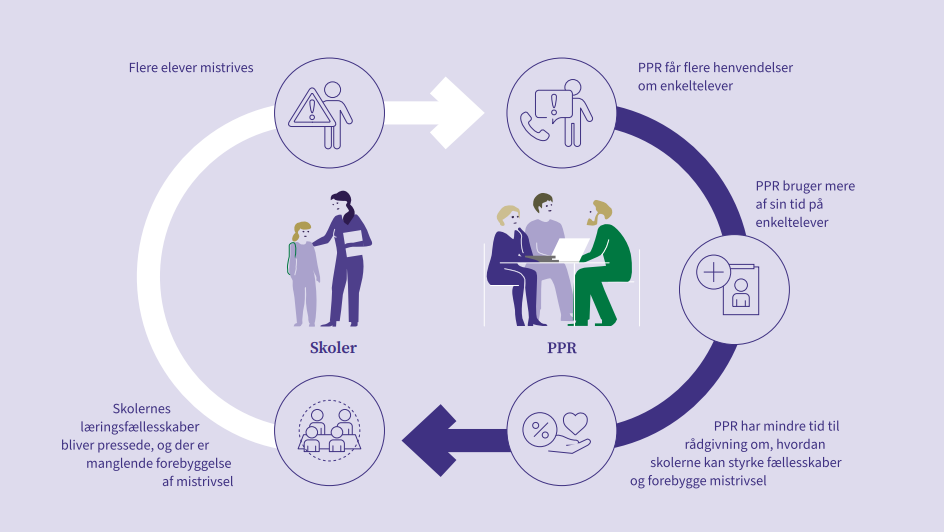 Flere elever mistrives
PPR får flere henvendelser
om enkeltelever
PPR bruger mere
af sin tid på
enkeltelever
Skoler
PPR
Skolernes
læringsfællesskaber
bliver pressede, og der er
manglende forebyggelse
af mistrivsel
PPR har mindre tid til
rådgivning om, hvordan
skolerne kan styrke fællesskaber
og forebygge mistrivsel